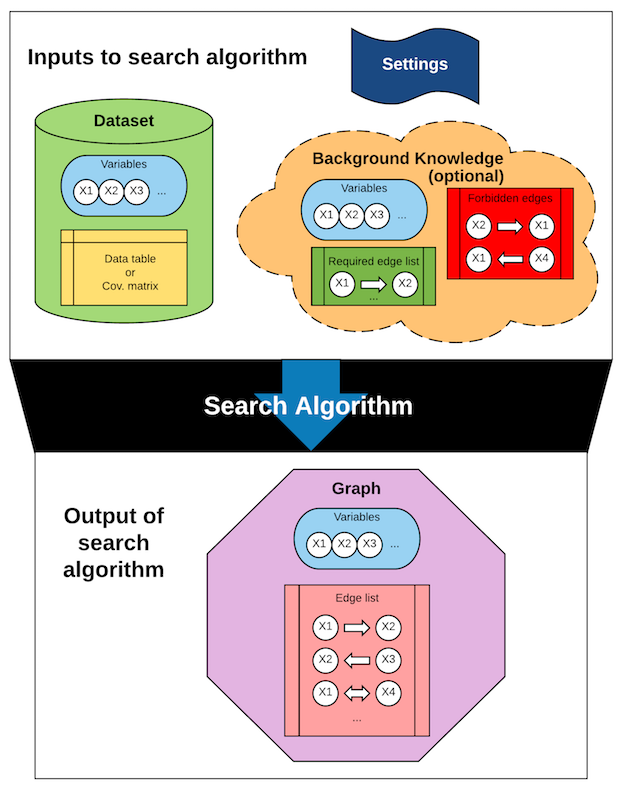 Inputs to search algorithm
Settings
Dataset
Variables
X1 X2 X3 ...
Data table
or
Cov. matrix
Background Knowledge
(optional)
Variables
X1 X2 X3 ...
Forbidden edges
X2 X1
X1 X4
Required edge list
X1 X2
...
Search Algorithm
Output of
search
algorithm
Graph
Variables
X1 X2 X3 ...
Edge list
X1 X2
X2 X3
X1 X4
...